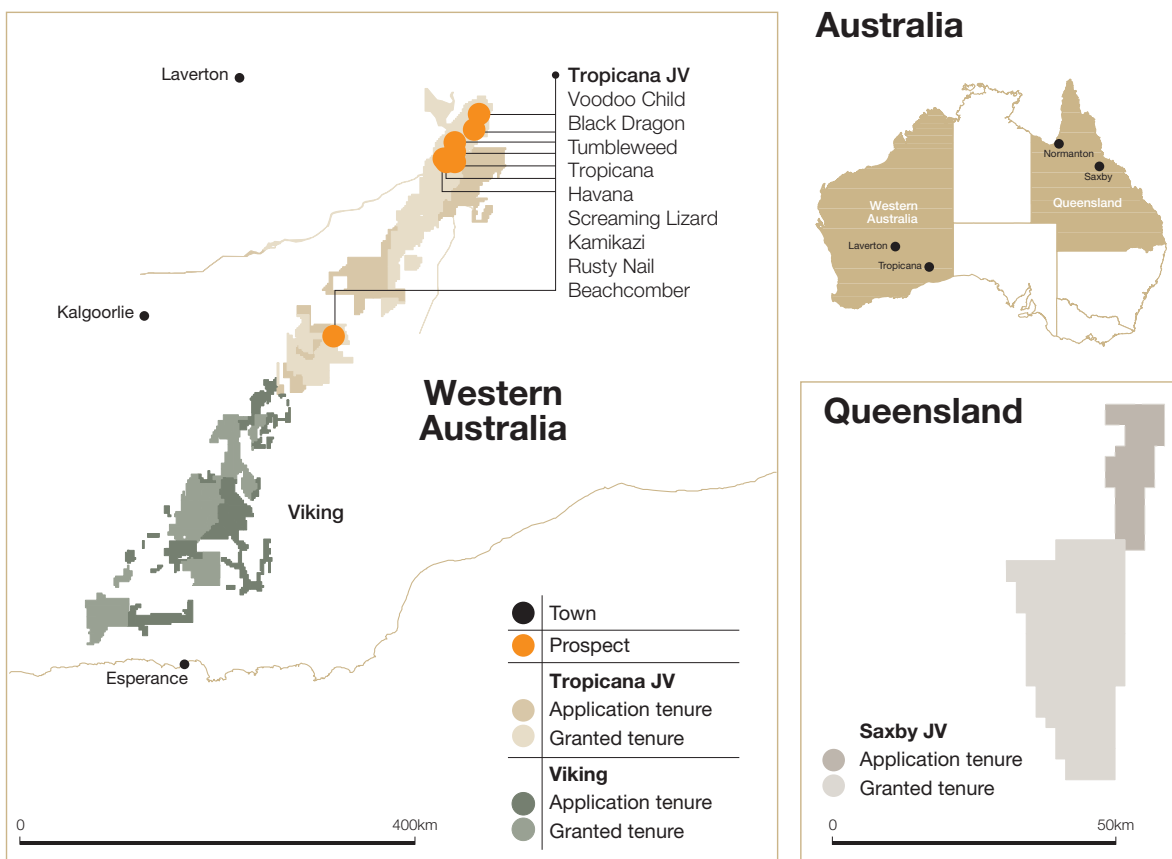 Laverton
Tropicana JV
Voodoo Child
Black Dragon
Tumbleweed
Tropicana
Havana
Screaming Lizard
Kamikazi
Rusty Nail
Beachcomber
Kalgoorlie
Western
Australia
Viking
Esperance
Town
Prospect
Tropicana JV
Application tenure
Granted tenure
Viking
Application tenure
Granted tenure
0
400km
Australia
Normanton
Saxby
Western
Australia
Queensland
Laverton
Tropicana
Queensland
Saxby JV
Application tenure
Granted tenure
0
50km